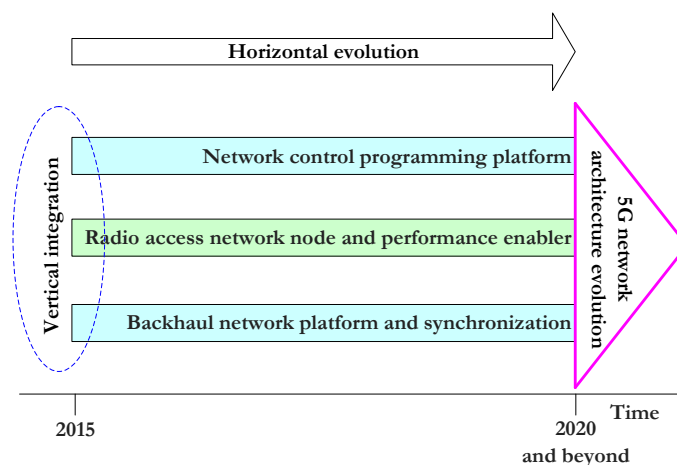 Horizontal evolution
Vertical integration
Network control programming platform
Radio access network node and performance enabler
Backhaul network platform and synchronization
5G network
architecture evolution
Time
2015
2020
and beyond